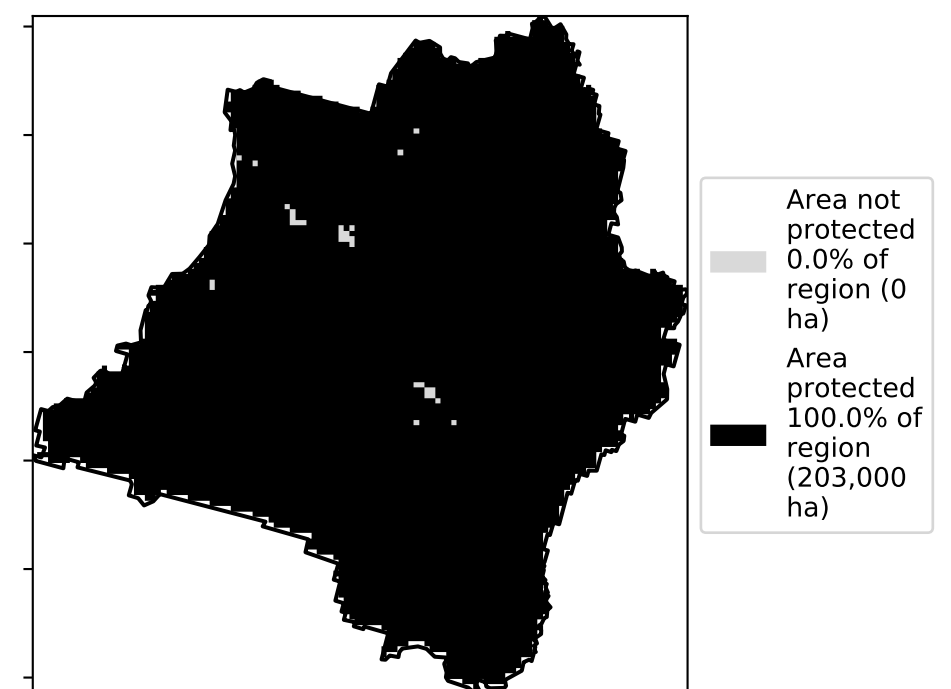 Area not
protected
0.0% of
region (0
ha)
Area
protected
100.0% of
region
(203,000
ha)